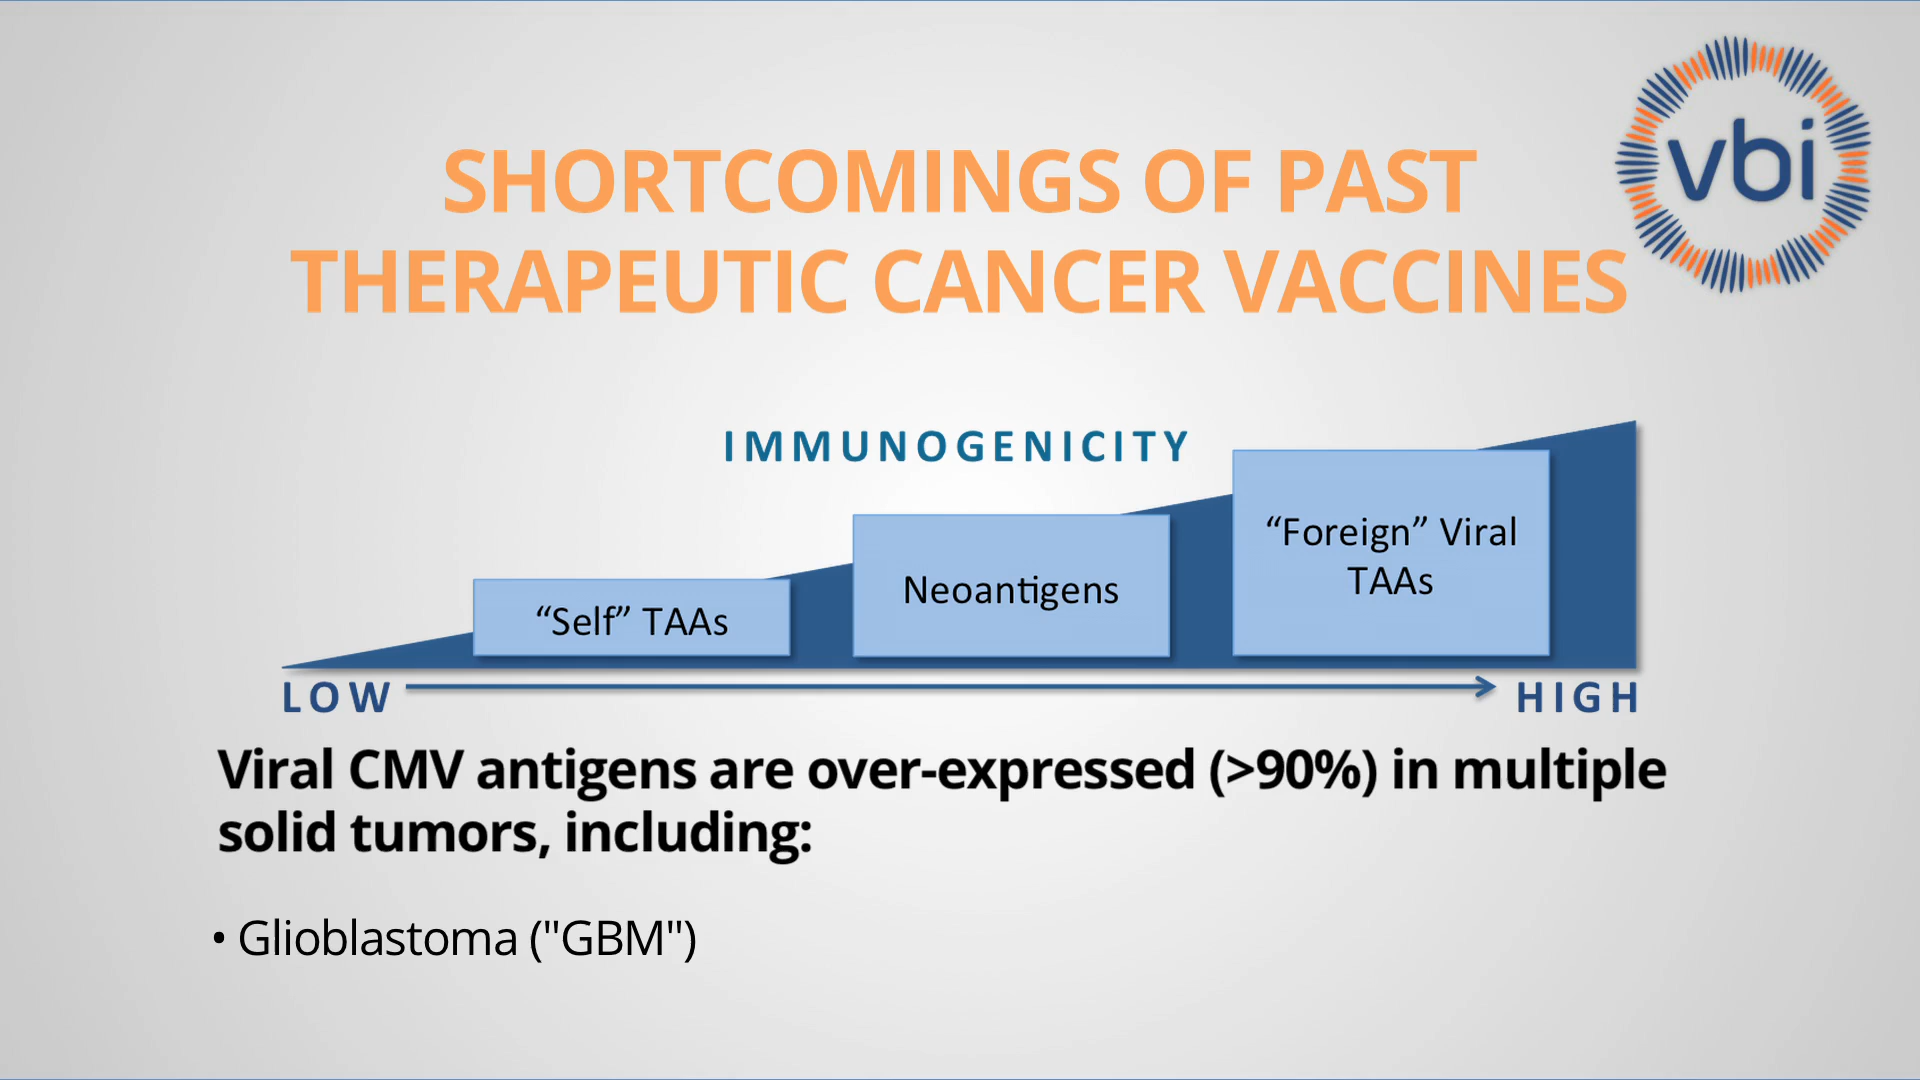 vbi
SHORTCOMINGS OF PAST
THERAPEUTIC CANCER VACCINES
IMMUNOGENICITY
“Self” TAAs
Neoantigens
“Foreign” Viral
TAAs
LOW
HIGH
Viral CMV antigens are over-expressed (>90%) in multiple
solid tumors, including:
• Glioblastoma ("GBM")